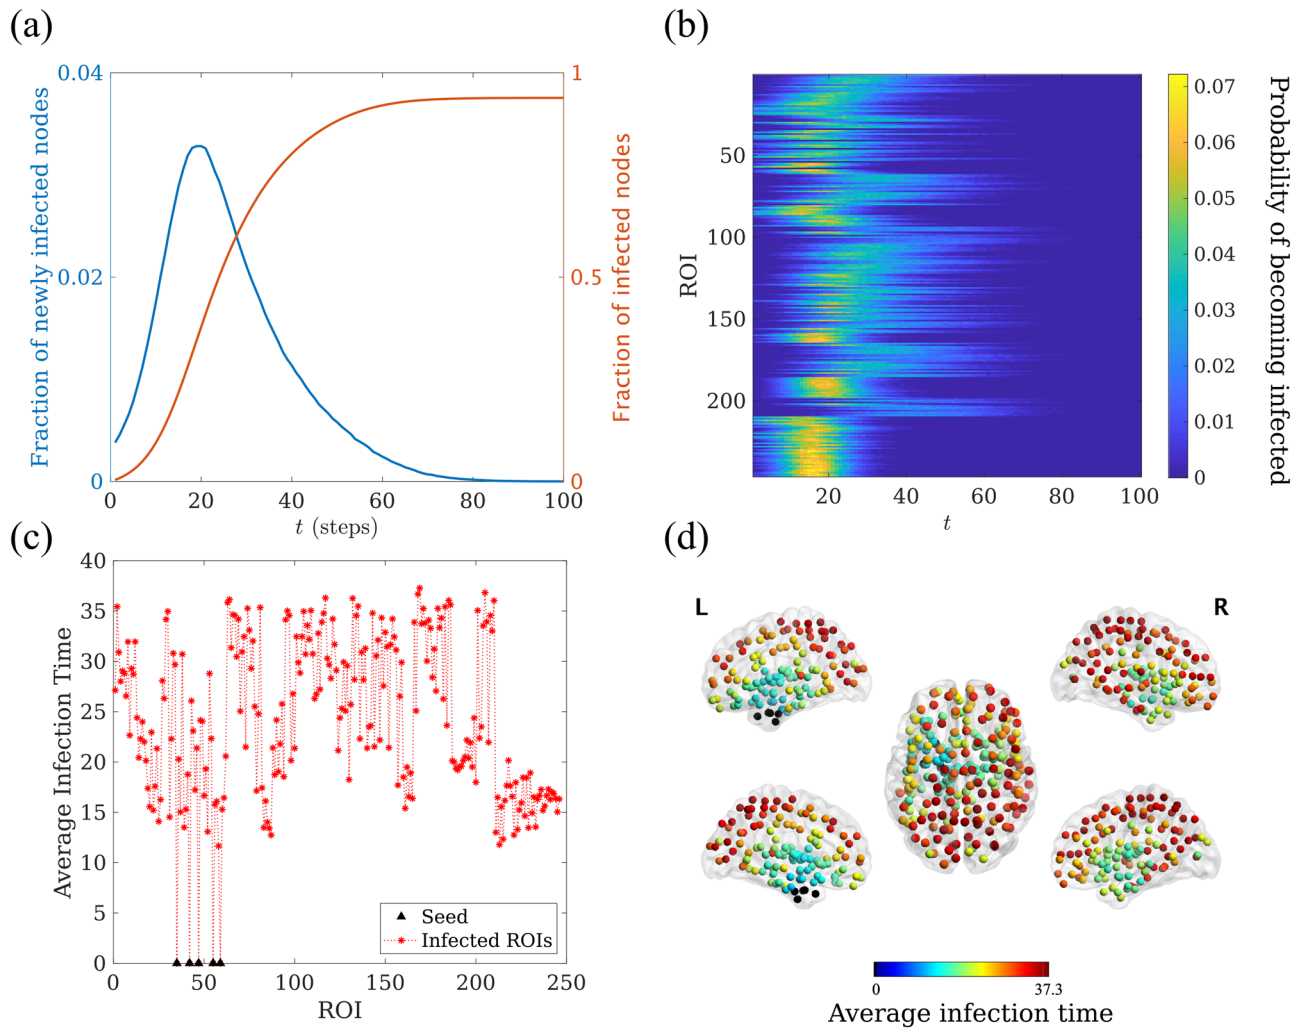 (a)
0.04
0.02
0
Fraction of newly infected nodes
1
0.5
0
Fraction of infected nodes
0 20 40 60 80 100
t (steps)
(b)
50
100
150
200
ROI
20 40 60 80 100
t
0.07
0.06
0.05
0.04
0.03
0.02
0.01
0
Probability of becoming infected
(c)
40
35
30
25
20
15
10
5
0
Average Infection Time
Seed
Infected ROIs
0 50 100 150 200 250
ROI
(d)
L R
0 37.3
Average infection time